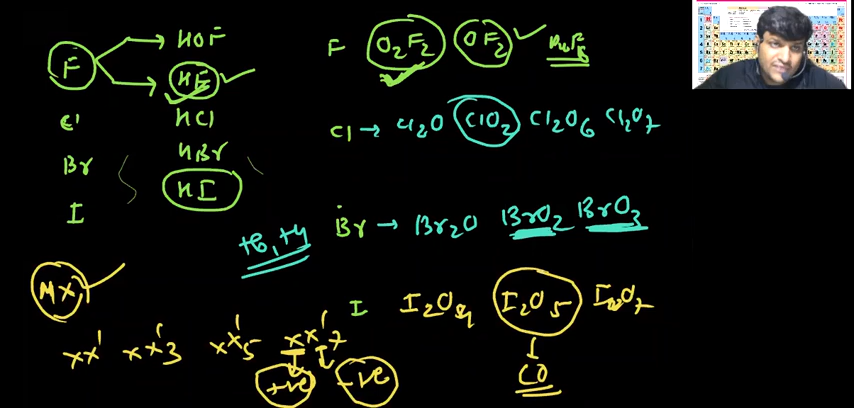 F HOF
HF
Cl HCl
Br HBr
I HI
F O2F2 OF2
Cl → Cl2O ClO2 Cl2O6 Cl2O7
+6, +4 Br → Br2O BrO2 BrO3
MXn
I I2O4 I2O5 I2O7
XX' XX'3 XX'5 XX'7
+ve -ve
CO